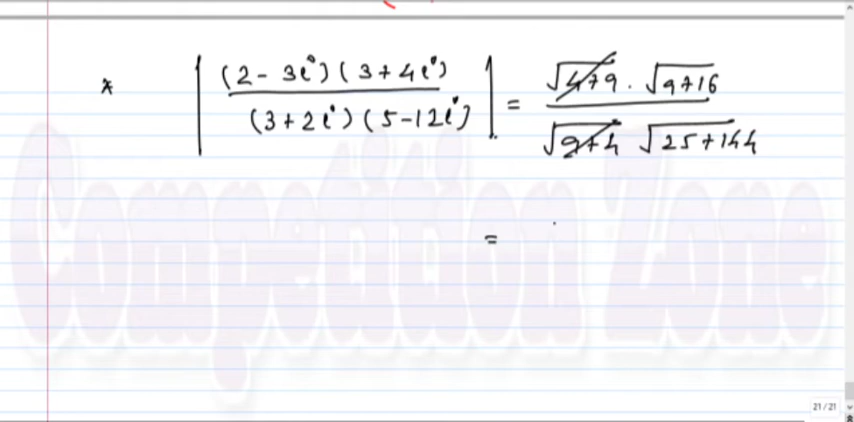 * | (2 - 3i)(3 + 4i) / (3 + 2i)(5 - 12i) | = √4+9 . √9+16 / √9+4 √25+144
=
Competition Zone
21 / 21